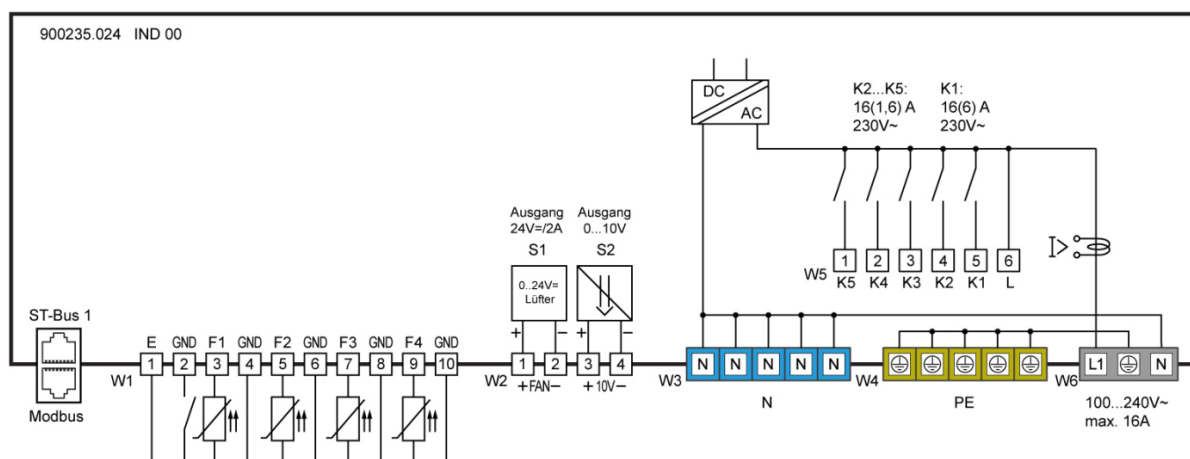 900235.024 IND 00
DC
AC
K2...K5:
16(1,6) A
230V~
K1:
16(6) A
230V~
Ausgang
24V=/2A
S1
Ausgang
0...10V
S2
0..24V=
Lüfter
+ − + −
I>
W5 1 2 3 4 5 6
K5 K4 K3 K2 K1 L
ST-Bus 1
Modbus
E GND F1 GND F2 GND F3 GND F4 GND
W1 1 2 3 4 5 6 7 8 9 10
W2 1 2 3 4
+FAN− +10V−
W3 N N N N N
N
W4
PE
W6 L1 N
100...240V~
max. 16A